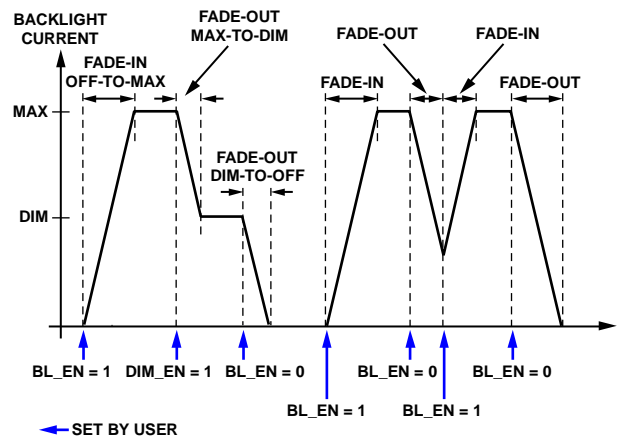 BACKLIGHT
CURRENT
FADE-OUT
MAX-TO-DIM
FADE-IN
OFF-TO-MAX
FADE-OUT
FADE-IN
FADE-IN
FADE-OUT
MAX
FADE-OUT
DIM-TO-OFF
DIM
BL_EN = 1
DIM_EN = 1
BL_EN = 0
BL_EN = 0
BL_EN = 0
BL_EN = 1
BL_EN = 1
SET BY USER